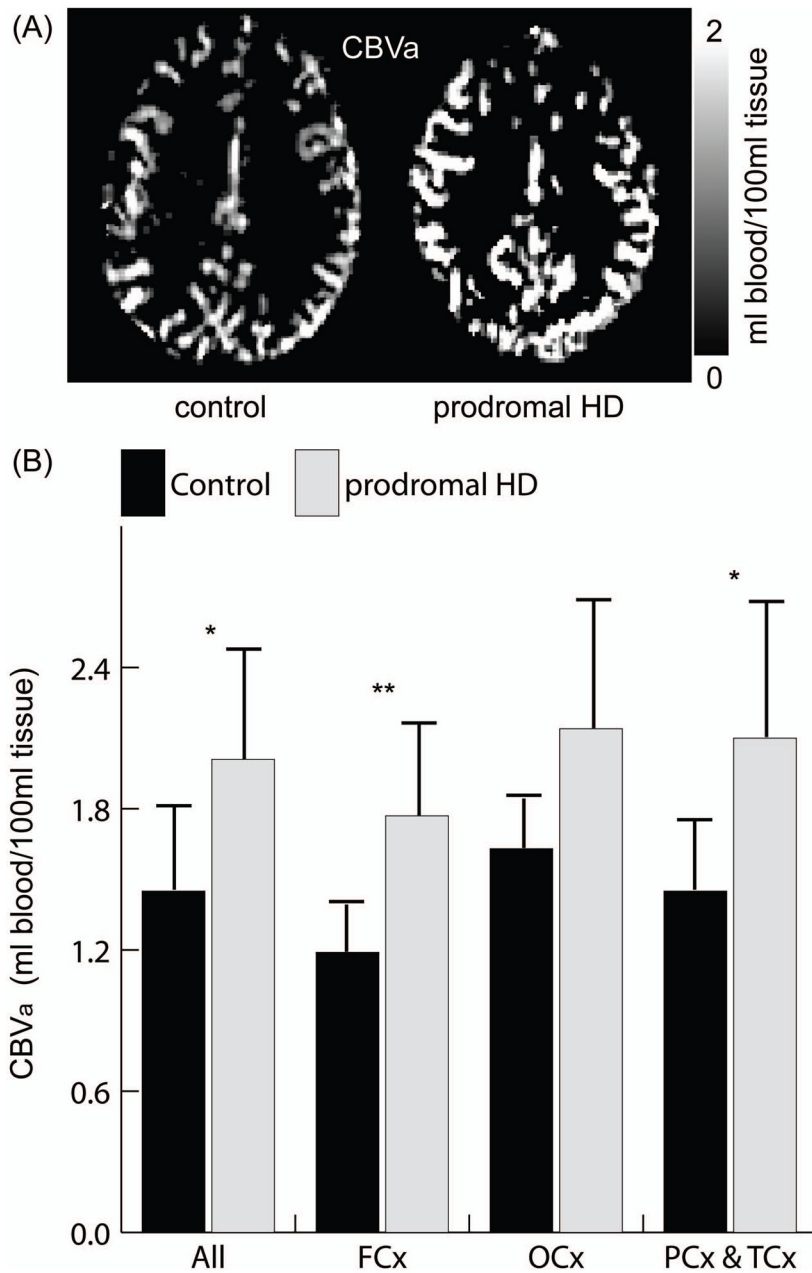 (A)
CBVa
2
ml blood/100ml tissue
0
control prodromal HD
(B)
Control prodromal HD
CBVa (ml blood/100ml tissue)
*
**
*
2.4
1.8
1.2
0.6
0.0
All FCx OCx PCx & TCx